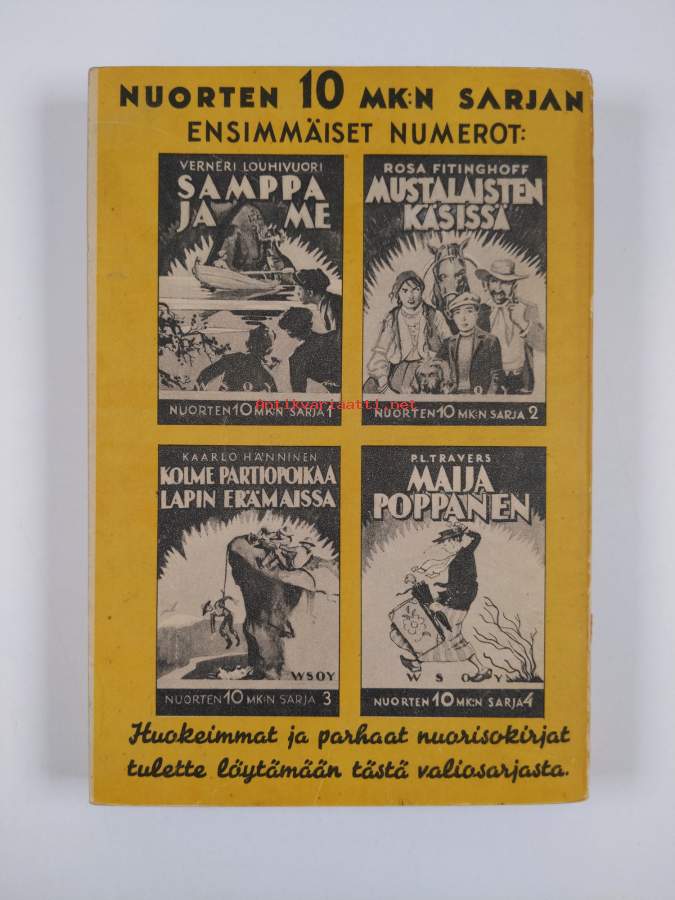 NUORTEN 10 MK:N SARJAN
ENSIMMÄISET NUMEROT:
VERNERI LOUHIVUORI
SAMPPA
JA ME
NUORTEN 10 MK:N SARJA 1
ROSA FITINGHOFF
MUSTALAISTEN
KÄSISSÄ
NUORTEN 10 MK:N SARJA 2
antikvariaatti.net
KAARLO HÄNNINEN
KOLME PARTIOPOIKAA
LAPIN ERÄMAISSA
WSOY
NUORTEN 10 MK:N SARJA 3
P.L. TRAVERS
MAIJA
POPPANEN
W S O Y
NUORTEN 10 MK:N SARJA 4
Huokeimmat ja parhaat nuorisokirjat
tulette löytämään tästä valiosarjasta.